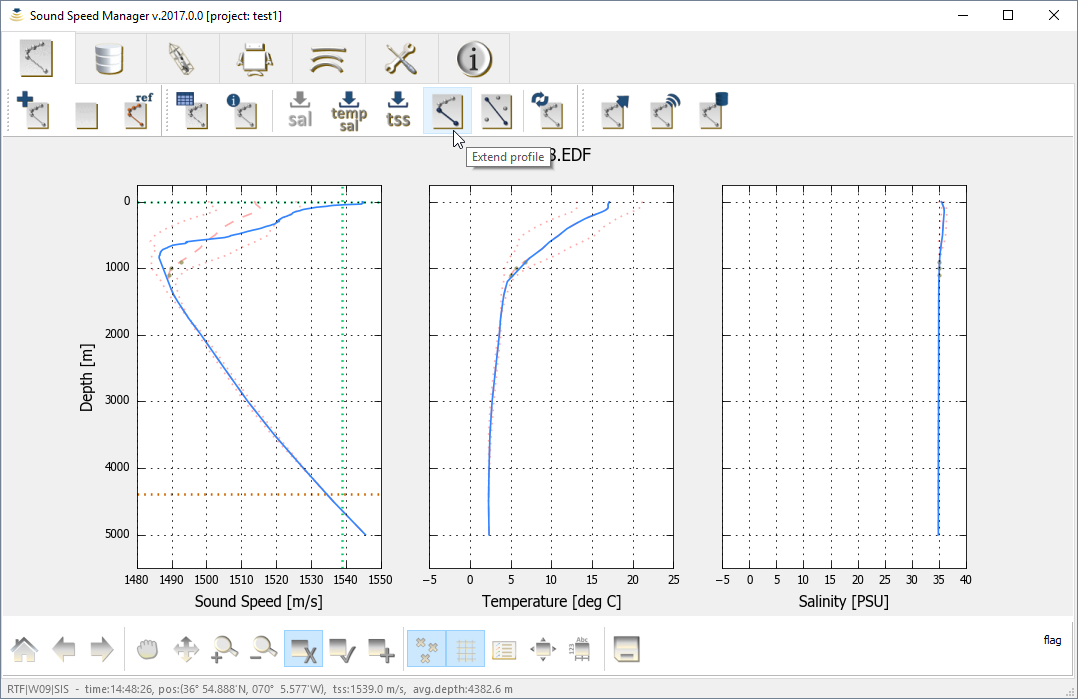 Sound Speed Manager v.2017.0.0 [project: test1]
ref
sal
temp
sal
tss
Extend profile
3.EDF
0
1000
2000
3000
4000
5000
Depth [m]
1480 1490 1500 1510 1520 1530 1540 1550
Sound Speed [m/s]
−5 0 5 10 15 20 25
Temperature [deg C]
−5 0 5 10 15 20 25 30 35 40
Salinity [PSU]
Abc
123
flag
RTF|W09|SIS - time:14:48:26, pos:(36° 54.888'N, 070° 5.577'W), tss:1539.0 m/s, avg.depth:4382.6 m